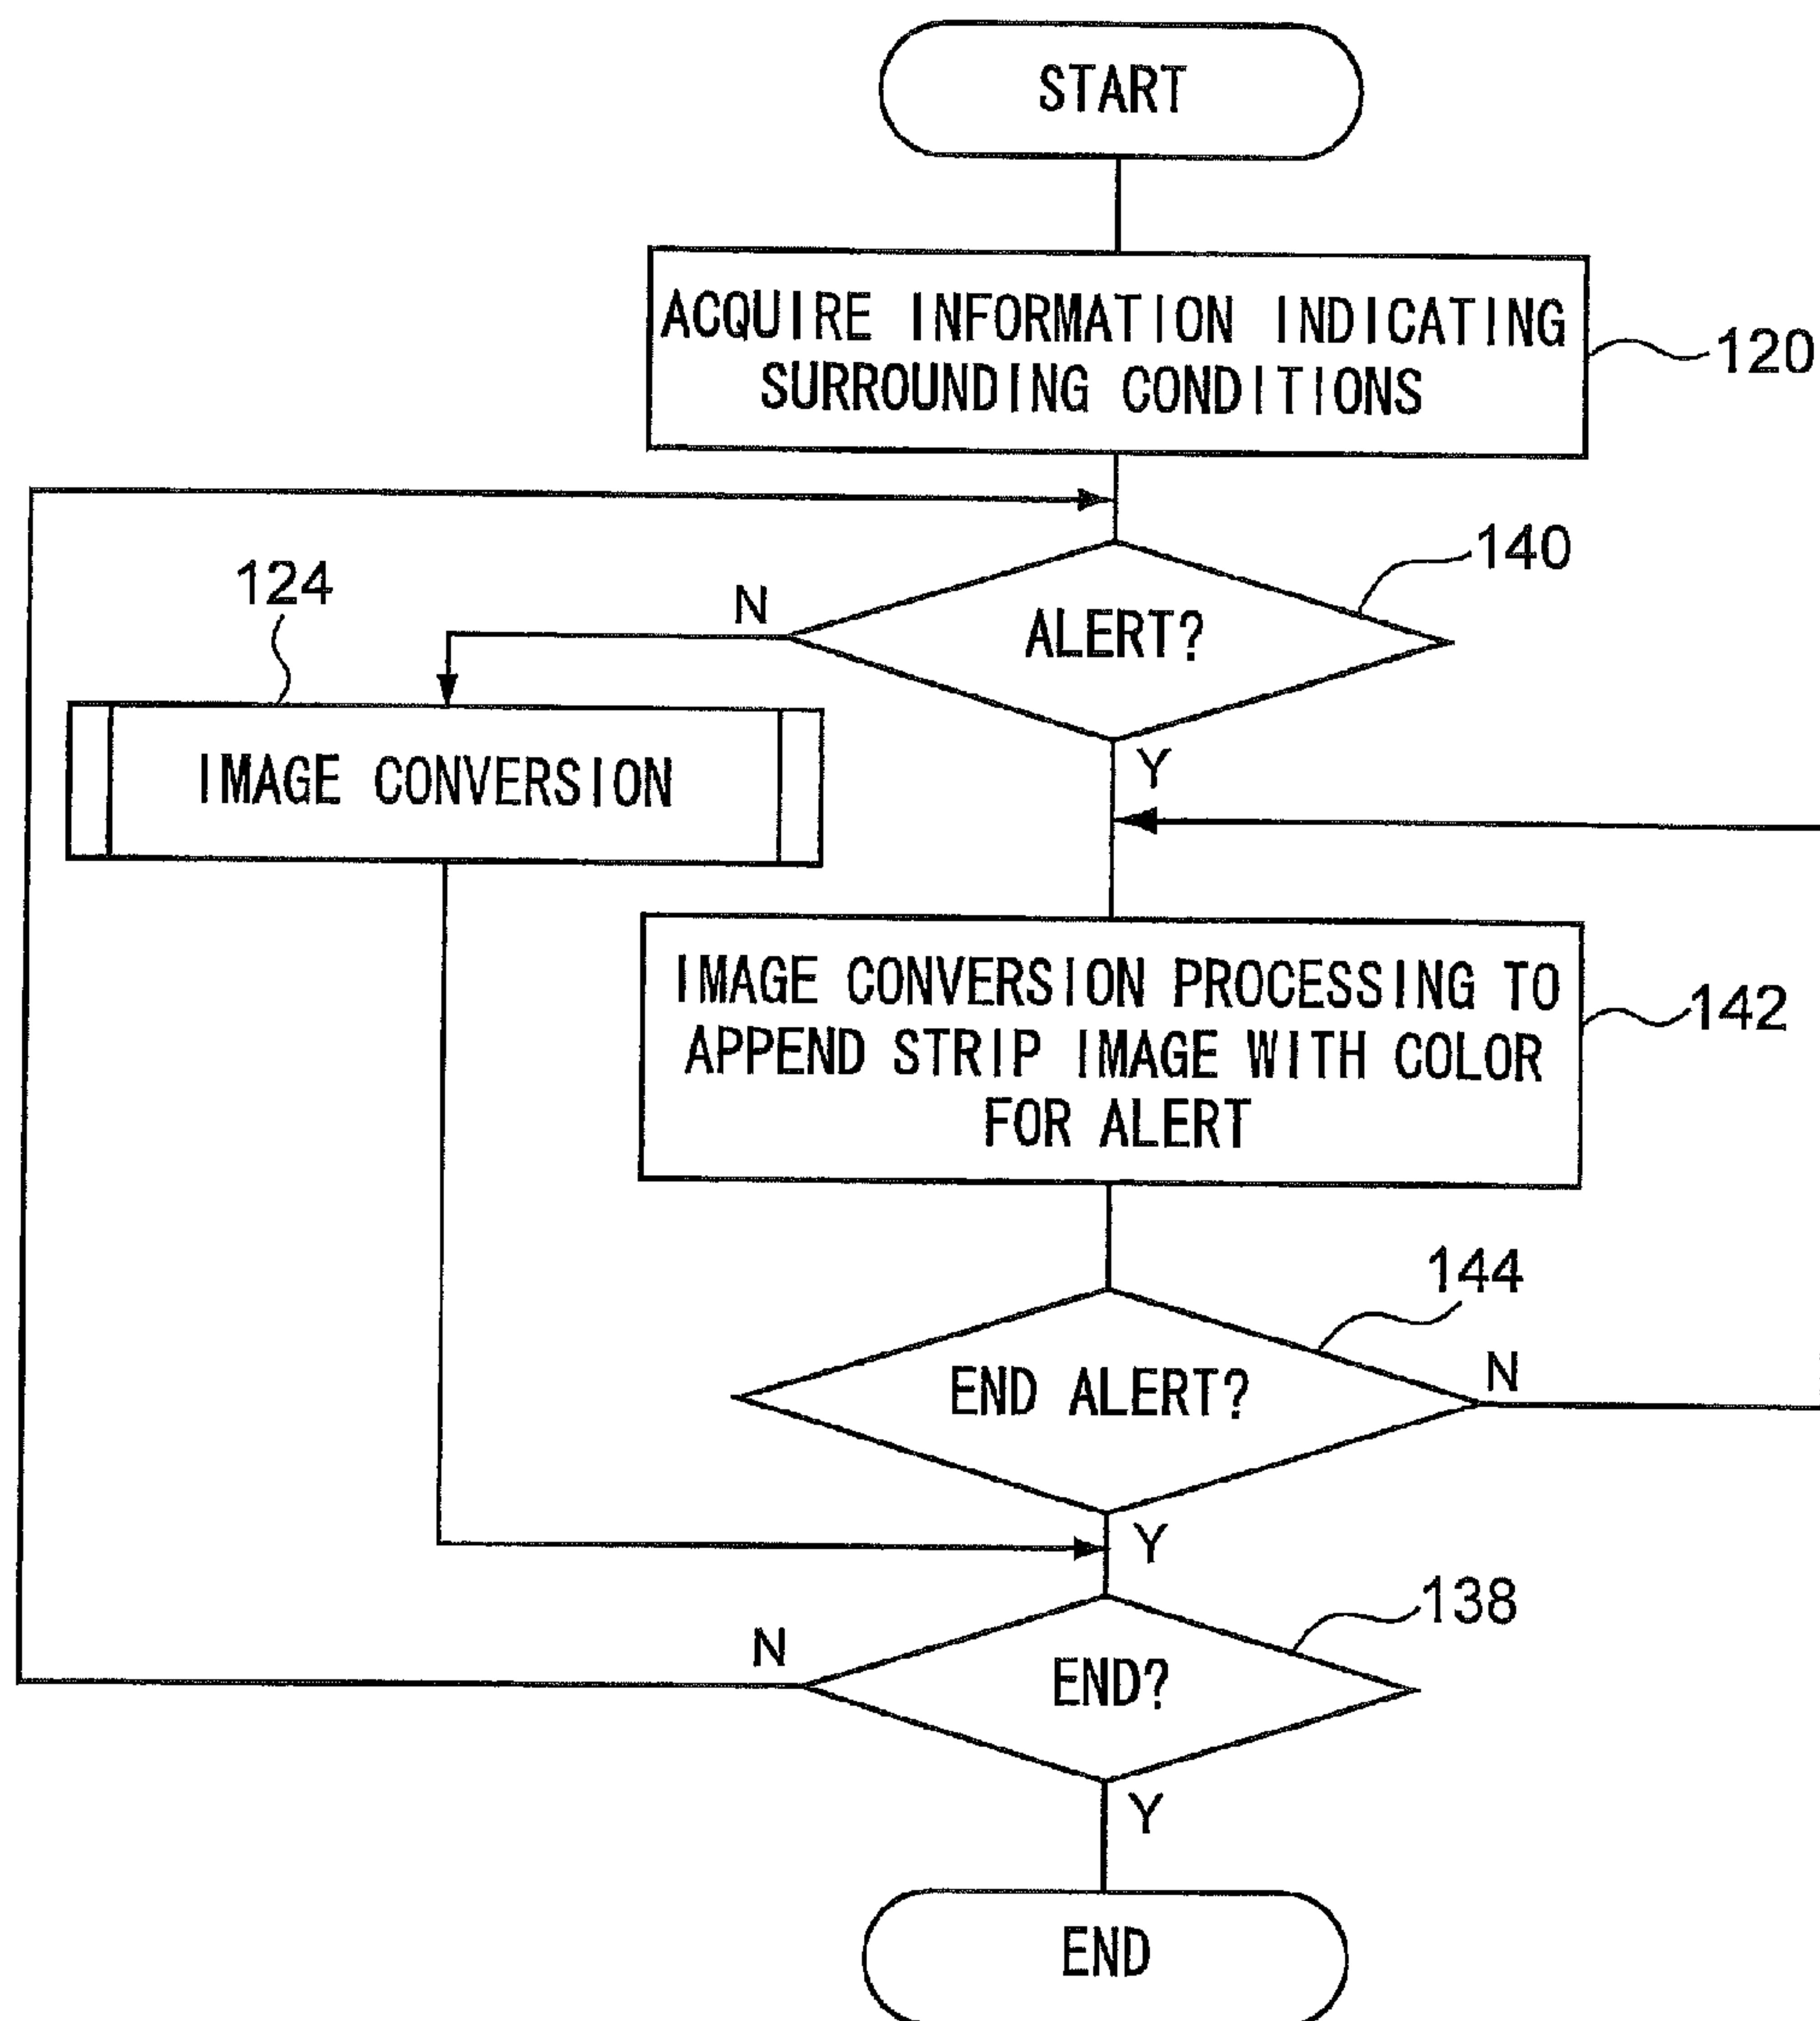 START
ACQUIRE INFORMATION INDICATING
SURROUNDING CONDITIONS
120
140
124
N
ALERT?
IMAGE CONVERSION
Y
IMAGE CONVERSION PROCESSING TO
APPEND STRIP IMAGE WITH COLOR
FOR ALERT
142
144
END ALERT?
N
Y
138
N
END?
Y
END